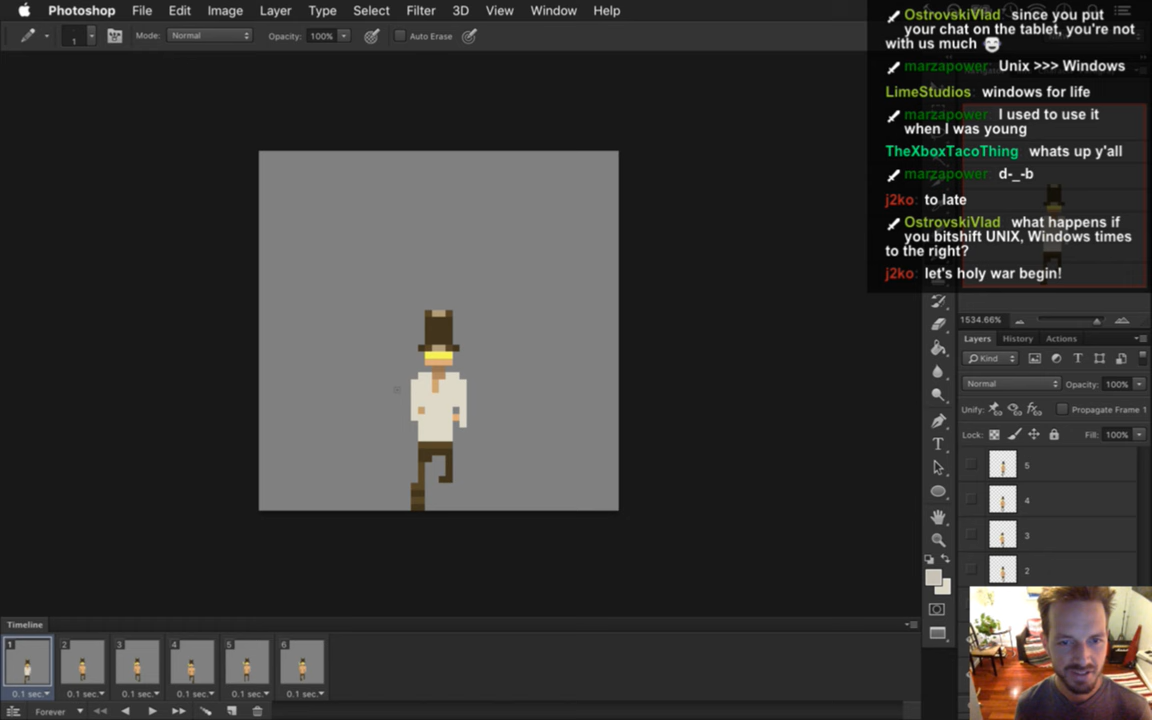 Photoshop File Edit Image Layer Type Select Filter 3D View Window Help
1 Mode: Normal Opacity: 100% Auto Erase
OstrovskiVlad since you put
your chat on the tablet, you're not
with us much
marzapower: Unix >>> Windows
LimeStudios: windows for life
marzapower: I used to use it
when I was young
TheXboxTacoThing whats up y'all
marzapower: d-_-b
j2ko: to late
OstrovskiVlad what happens if
you bitshift UNIX, Windows times
to the right?
j2ko: let's holy war begin!
1534.66%
Layers History Actions
Kind
Normal Opacity: 100%
Unify: Propagate Frame 1
Lock: Fill: 100%
5
4
3
2
Timeline
1 2 3 4 5 6
0.1 sec. 0.1 sec. 0.1 sec. 0.1 sec. 0.1 sec. 0.1 sec.
Forever